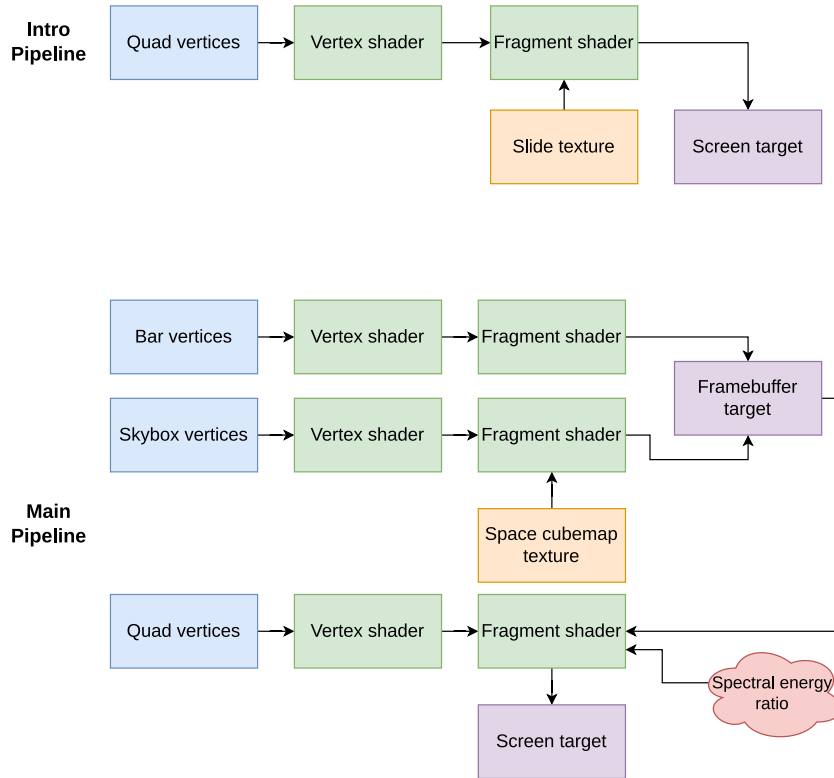 Intro
Pipeline
Quad vertices
Vertex shader
Fragment shader
Slide texture
Screen target
Bar vertices
Vertex shader
Fragment shader
Framebuffer
target
Skybox vertices
Vertex shader
Fragment shader
Main
Pipeline
Space cubemap
texture
Quad vertices
Vertex shader
Fragment shader
Spectral energy
ratio
Screen target